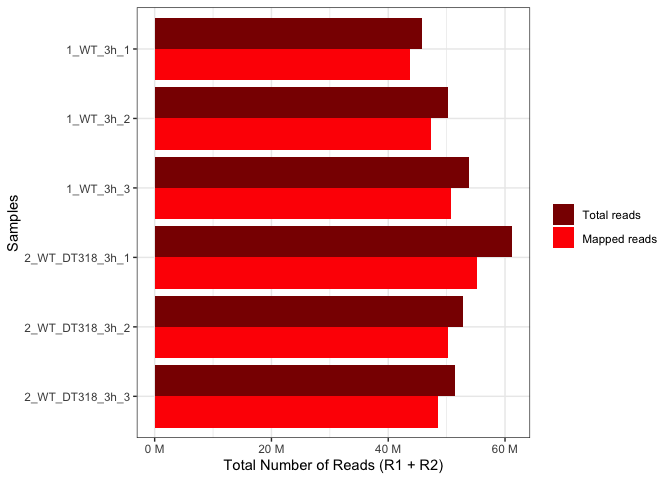 1_WT_3h_1
1_WT_3h_2
1_WT_3h_3
2_WT_DT318_3h_1
2_WT_DT318_3h_2
2_WT_DT318_3h_3
Samples
0 M
20 M
40 M
60 M
Total Number of Reads (R1 + R2)
Total reads
Mapped reads